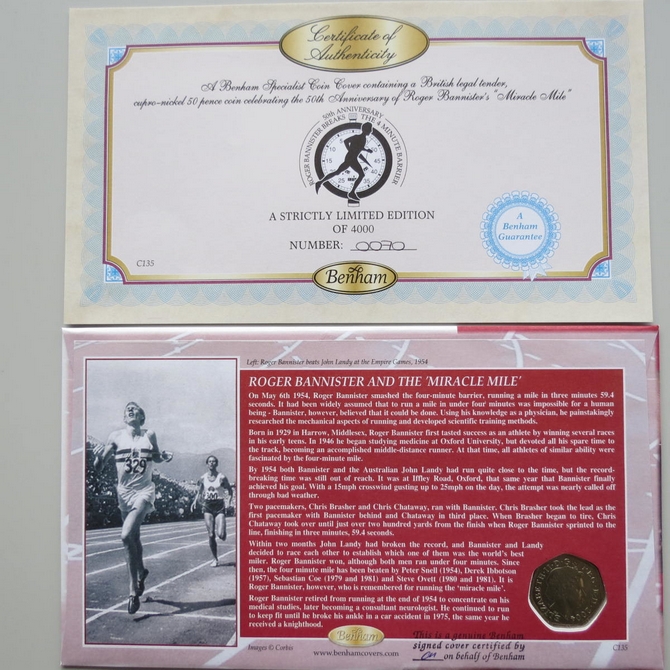 Certificate of
Authenticity
A Benham Specialist Coin Cover containing a British legal tender,
cupro-nickel 50 pence coin celebrating the 50th Anniversary of Roger Bannister's "Miracle Mile"
50th ANNIVERSARY
ROGER BANNISTER BREAKS THE 4 MINUTE BARRIER
A STRICTLY LIMITED EDITION
OF 4000
NUMBER: 0070
A
Benham
Guarantee
C135
Benham
Left: Roger Bannister beats John Landy at the Empire Games, 1954
ROGER BANNISTER AND THE 'MIRACLE MILE'
On May 6th 1954, Roger Bannister smashed the four-minute barrier, running a mile in three minutes 59.4
seconds. It had been widely assumed that to run a mile in under four minutes was impossible for a human
being - Bannister, however, believed that it could be done. Using his knowledge as a physician, he painstakingly
researched the mechanical aspects of running and developed scientific training methods.
Born in 1929 in Harrow, Middlesex, Roger Bannister first tasted success as an athlete by winning several races
in his early teens. In 1946 he began studying medicine at Oxford University, but devoted all his spare time to
the track, becoming an accomplished middle-distance runner. At that time, all athletes of similar ability were
fascinated by the four-minute mile.
By 1954 both Bannister and the Australian John Landy had run quite close to the time, but the record-
breaking time was still out of reach. It was at Iffley Road, Oxford, that same year that Bannister finally
achieved his goal. With a 15mph crosswind gusting up to 25mph on the day, the attempt was nearly called off
through bad weather.
Two pacemakers, Chris Brasher and Chris Chataway, ran with Bannister. Chris Brasher took the lead as the
first pacemaker with Bannister behind and Chataway in third place. When Brasher began to tire, Chris
Chataway took over until just over two hundred yards from the finish when Roger Bannister sprinted to the
line, finishing in three minutes, 59.4 seconds.
Within two months John Landy had broken the record, and Bannister and Landy
decided to race each other to establish which one of them was the world's best
miler. Roger Bannister won, although both men ran under four minutes. Since
then, the four minute mile has been beaten by Peter Snell (1954), Derek Ibbotson
(1957), Sebastian Coe (1979 and 1981) and Steve Ovett (1980 and 1981). It is
Roger Bannister, however, who is remembered for running the 'miracle mile'.
Roger Bannister retired from running at the end of 1954 to concentrate on his
medical studies, later becoming a consultant neurologist. He continued to run
to keep fit until he broke his ankle in a car accident in 1975, the same year he
received a knighthood.
329
Images © Corbis
Benham
www.benhamcovers.com
This is a genuine Benham
signed cover certified by
on behalf of Benham
C135